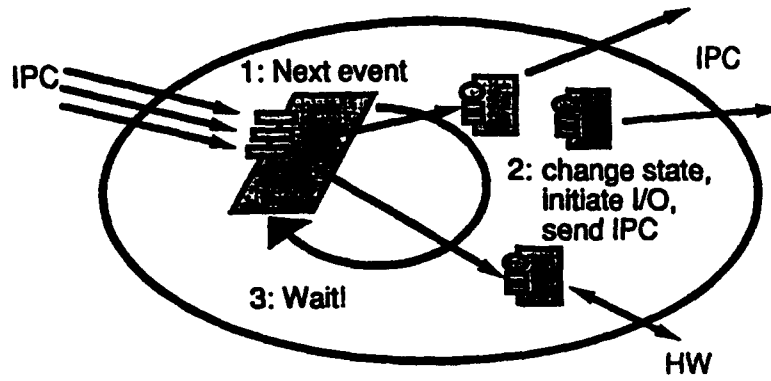 IPC
1: Next event
IPC
2: change state,
initiate I/O,
send IPC
3: Wait!
HW